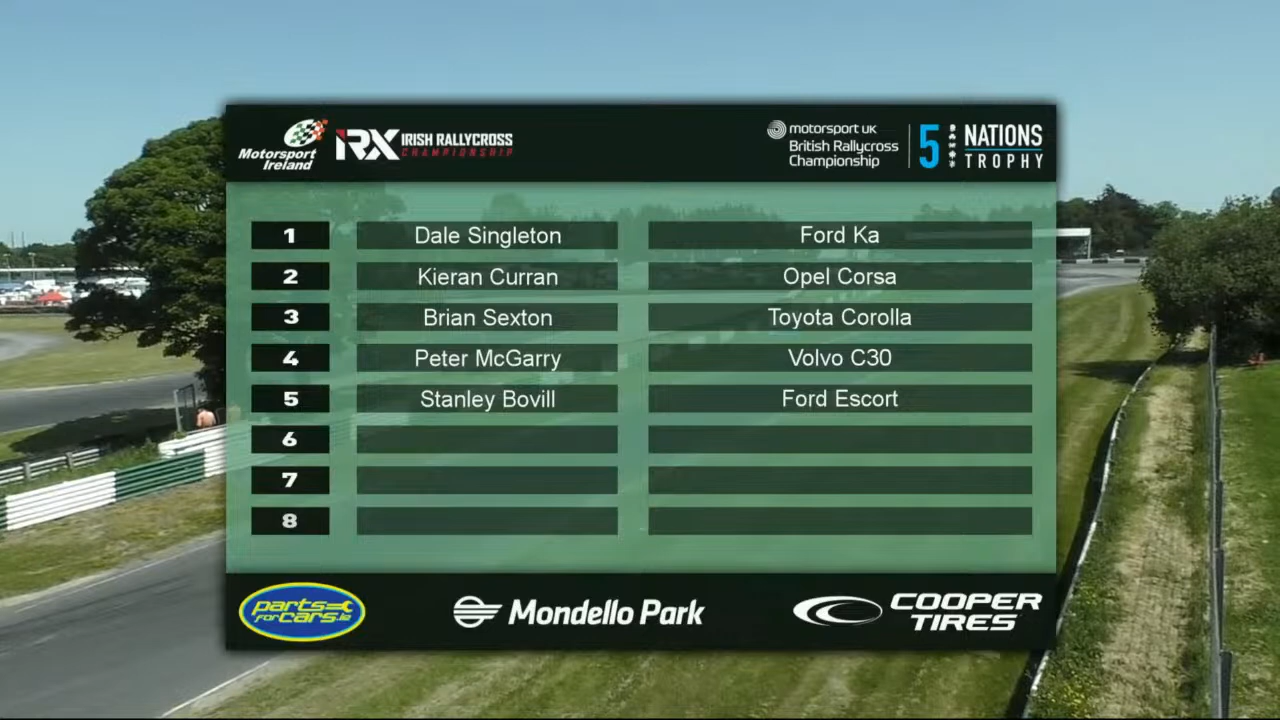 Motorsport
Ireland
iRX IRISH RALLYCROSS
CHAMPIONSHIP
motorsport UK
British Rallycross
Championship
5 NATIONS
TROPHY
1 Dale Singleton Ford Ka
2 Kieran Curran Opel Corsa
3 Brian Sexton Toyota Corolla
4 Peter McGarry Volvo C30
5 Stanley Bovill Ford Escort
6
7
8
parts
for cars.ie
Mondello Park
COOPER
TIRES